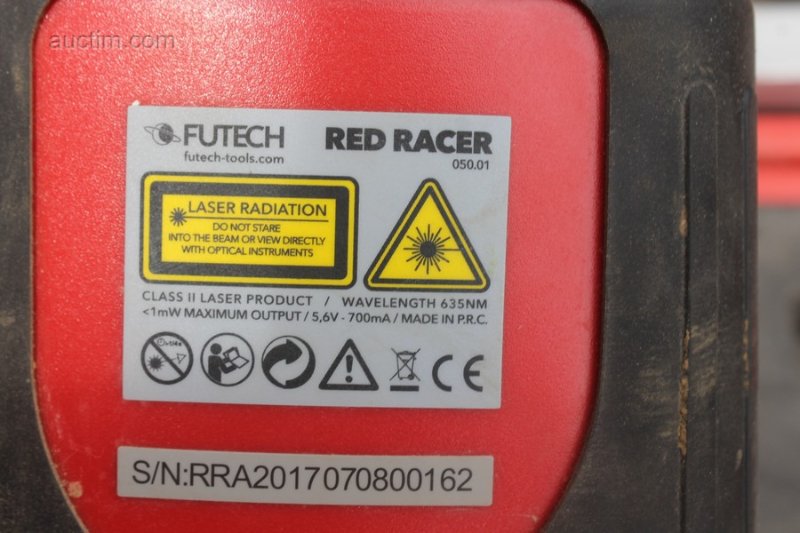 auctim.com
FUTECH
futech-tools.com
RED RACER
050.01
LASER RADIATION
DO NOT STARE
INTO THE BEAM OR VIEW DIRECTLY
WITH OPTICAL INSTRUMENTS
CLASS II LASER PRODUCT / WAVELENGTH 635NM
<1mW MAXIMUM OUTPUT / 5,6V - 700mA / MADE IN P.R.C.
CE
S/N:RRA2017070800162